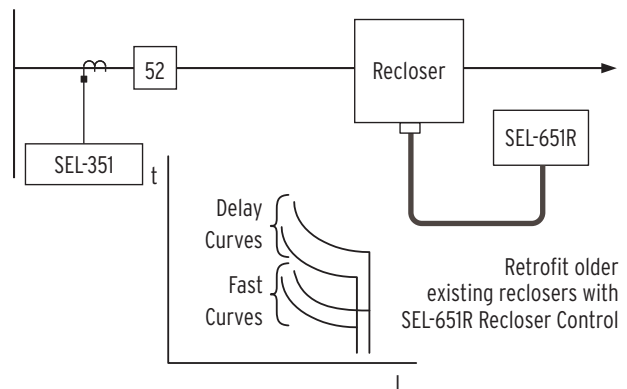 52
Recloser
SEL-351
SEL-651R
t
Delay
Curves
Fast
Curves
I
Retrofit older
existing reclosers with
SEL-651R Recloser Control